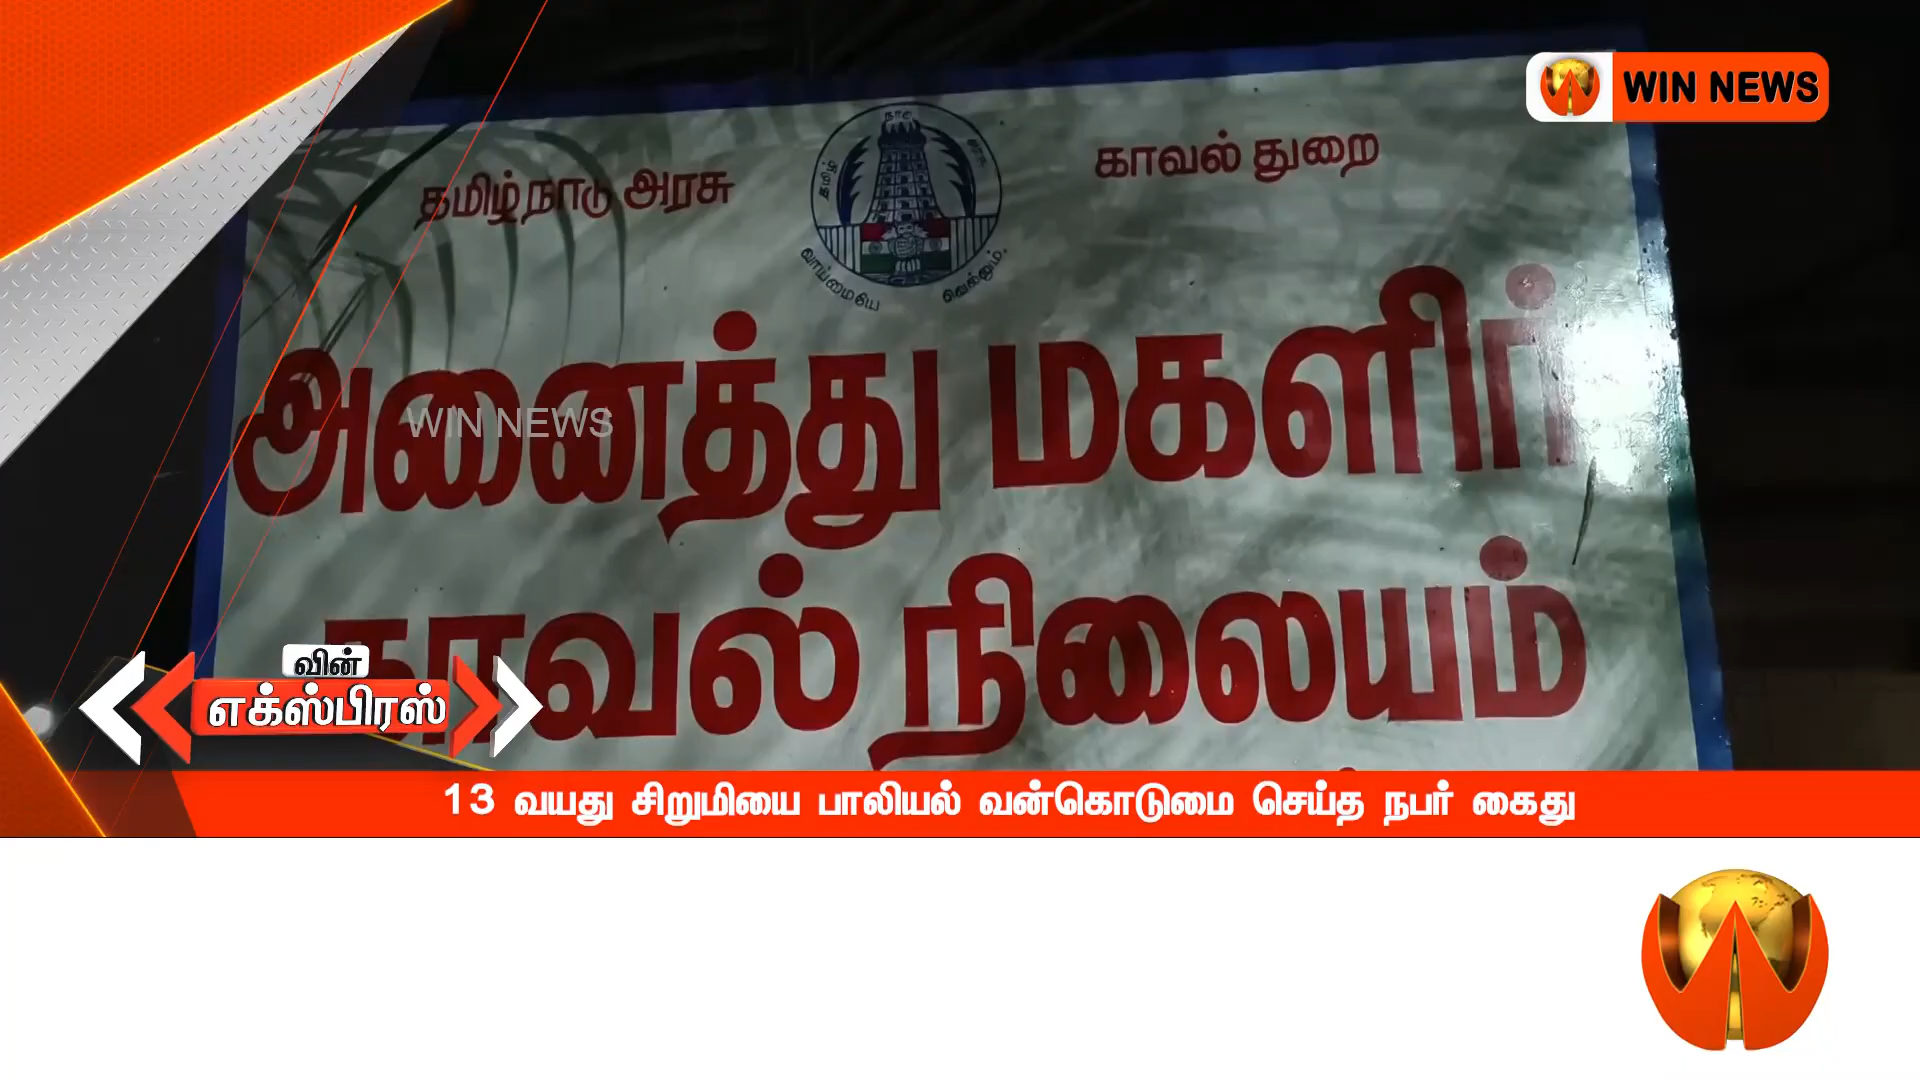 WIN NEWS
தமிழ்நாடு அரசு
காவல் துறை
வாய்மையே வெல்லும்
அனைத்து மகளிர்
WIN NEWS
காவல் நிலையம்
வின்
எக்ஸ்பிரஸ்
13 வயது சிறுமியை பாலியல் வன்கொடுமை செய்த நபர் கைது